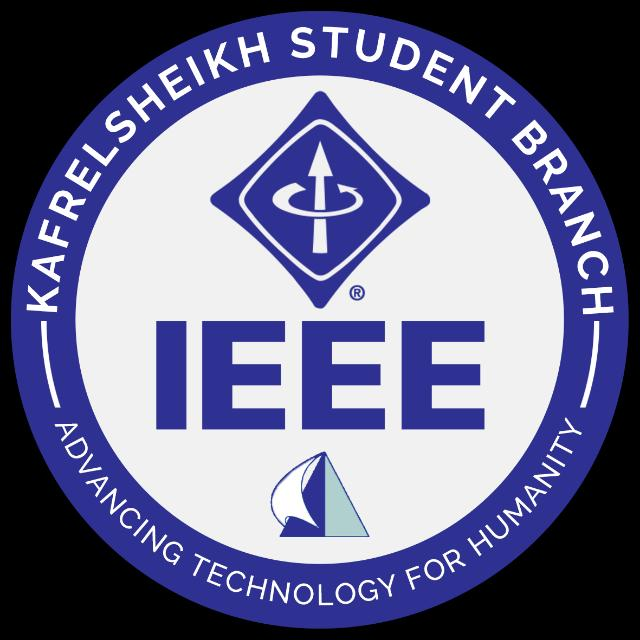 KAFRELSHEIKH STUDENT BRANCH
®
IEEE
ADVANCING TECHNOLOGY FOR HUMANITY